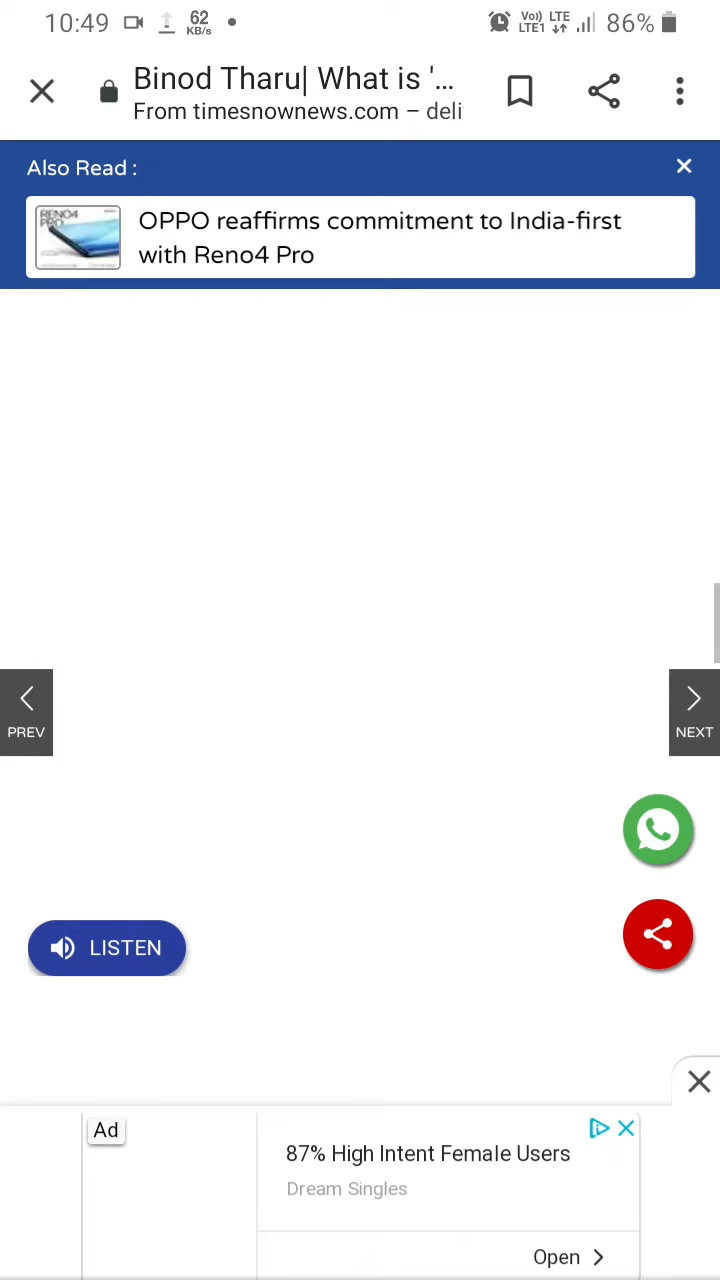 10:49 62 KB/s Vo)) LTE1 LTE 86%
Binod Tharu| What is '...
From timesnownews.com – deli
Also Read :
RENO4 PRO
OPPO reaffirms commitment to India-first
with Reno4 Pro
PREV
NEXT
LISTEN
Ad
87% High Intent Female Users
Dream Singles
Open